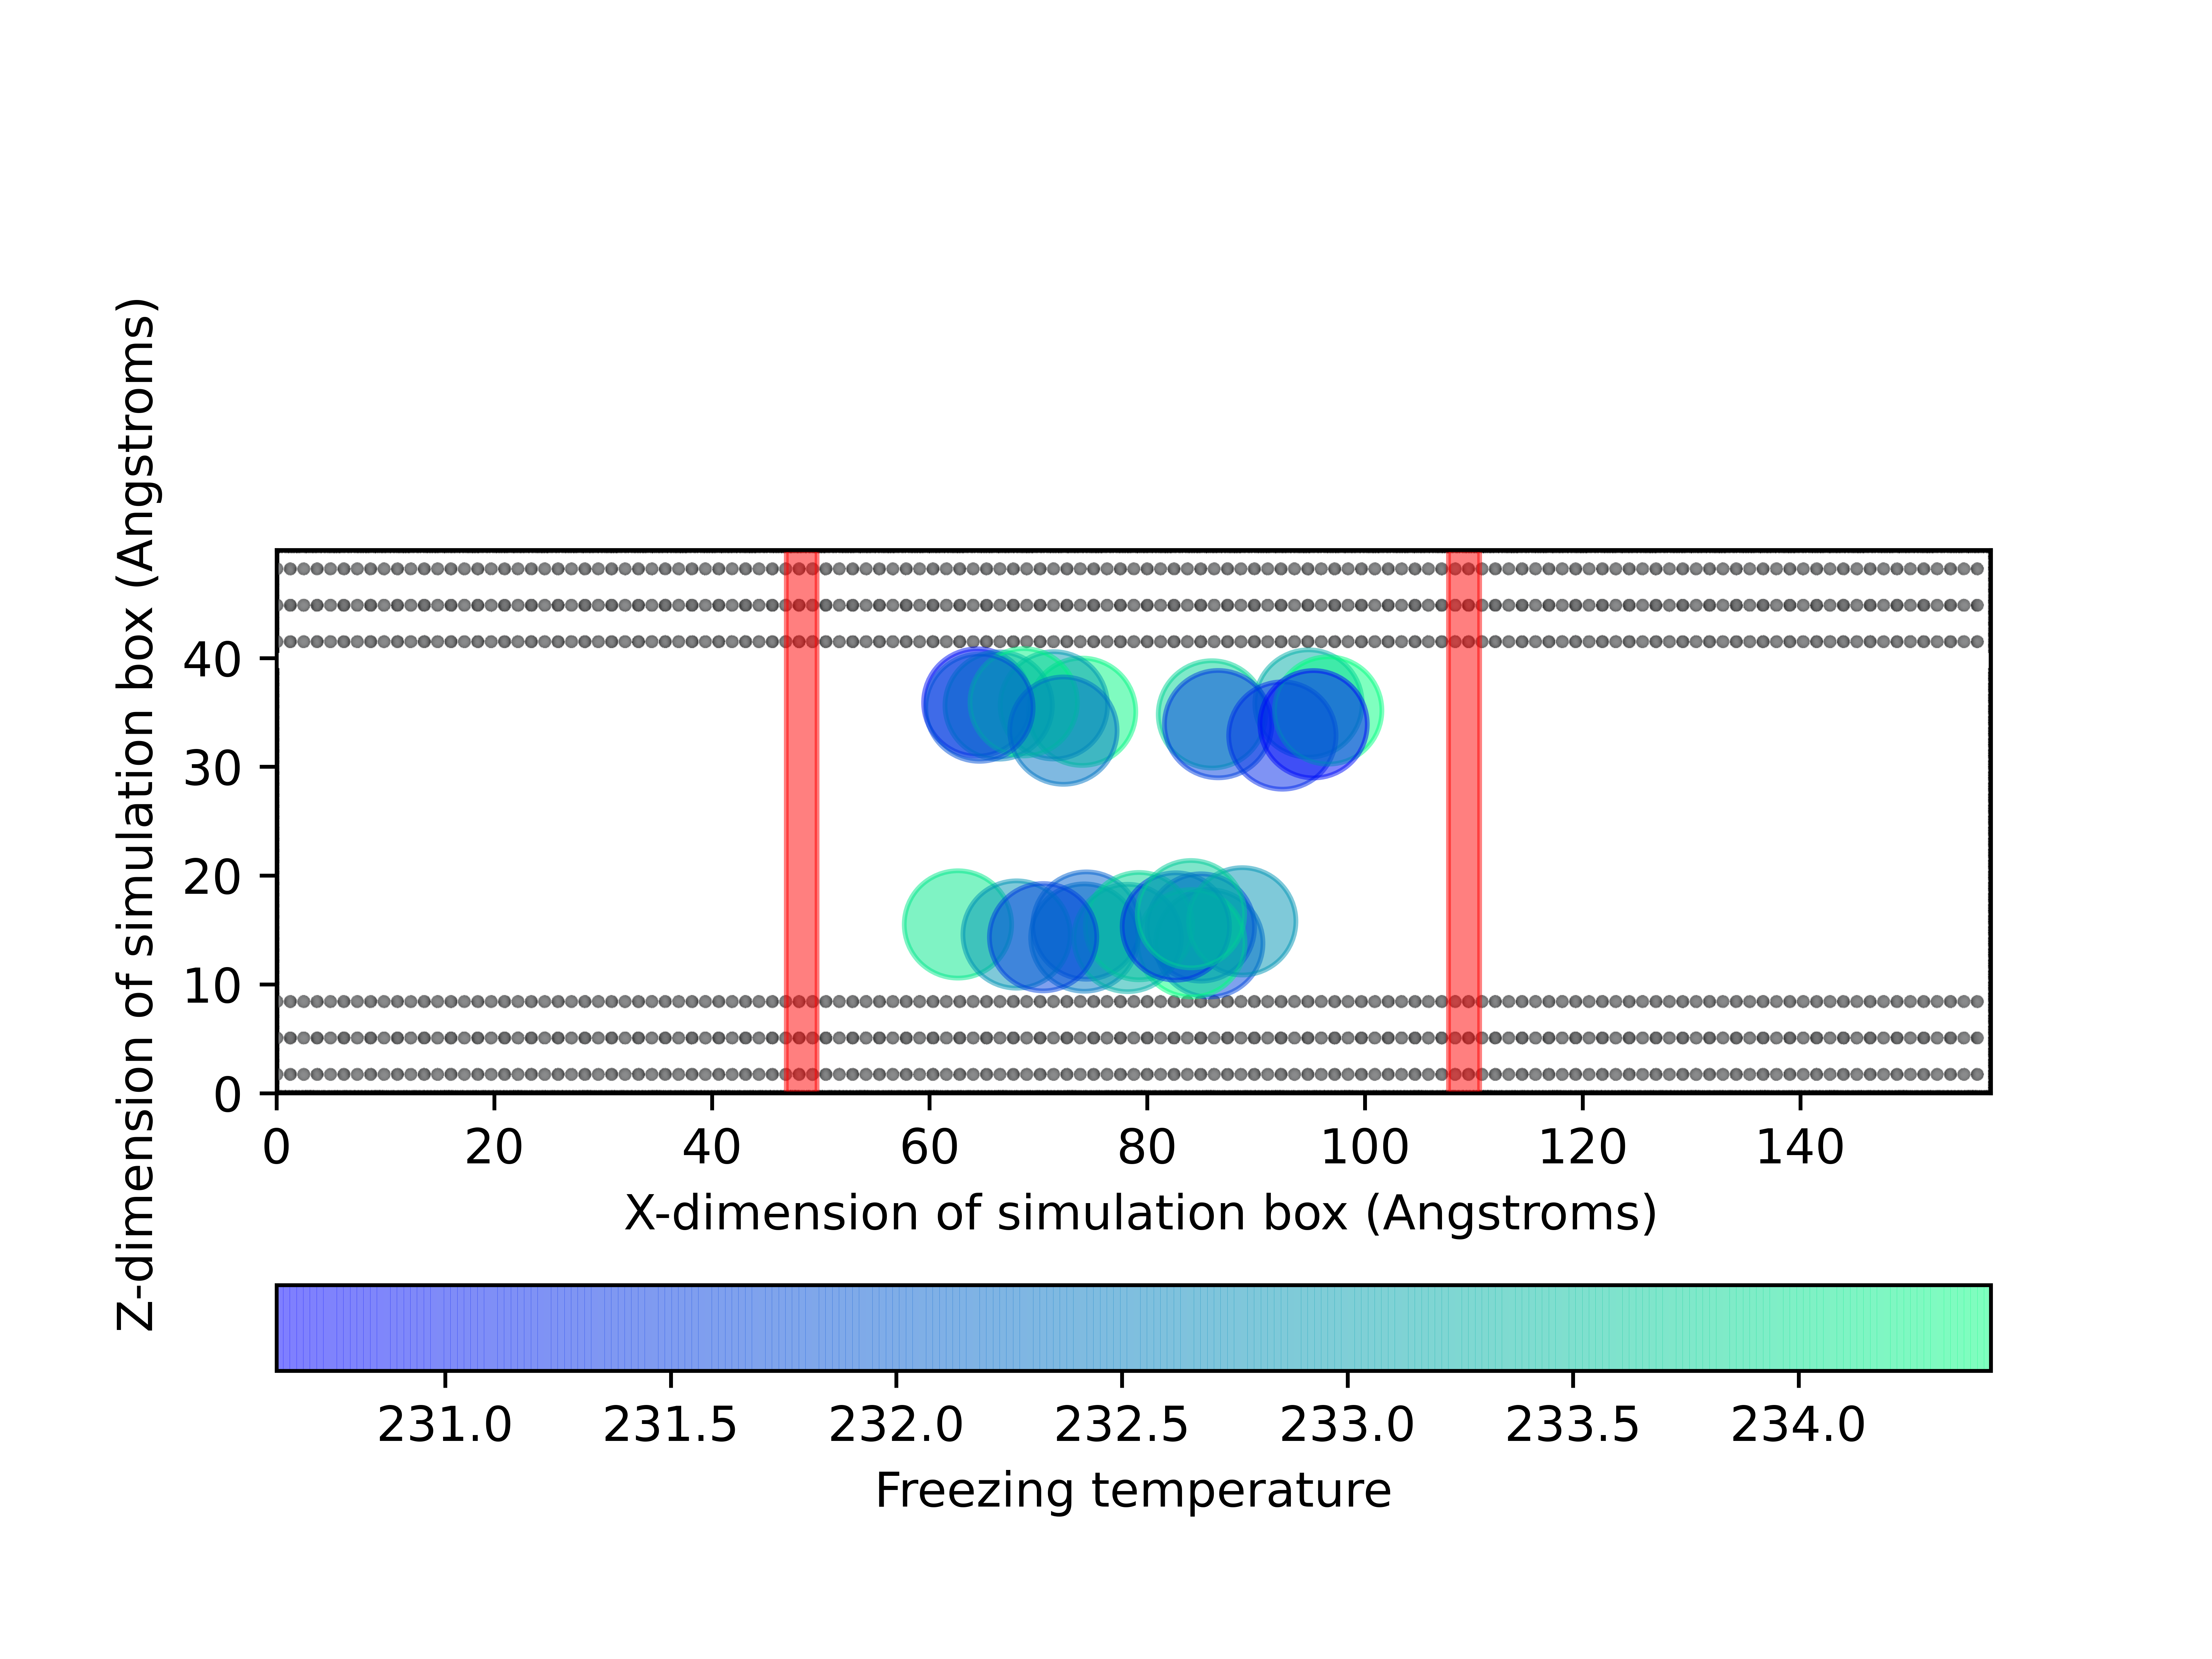 Z-dimension of simulation box (Angstroms)
40
30
20
10
0
0 20 40 60 80 100 120 140
X-dimension of simulation box (Angstroms)
231.0 231.5 232.0 232.5 233.0 233.5 234.0
Freezing temperature